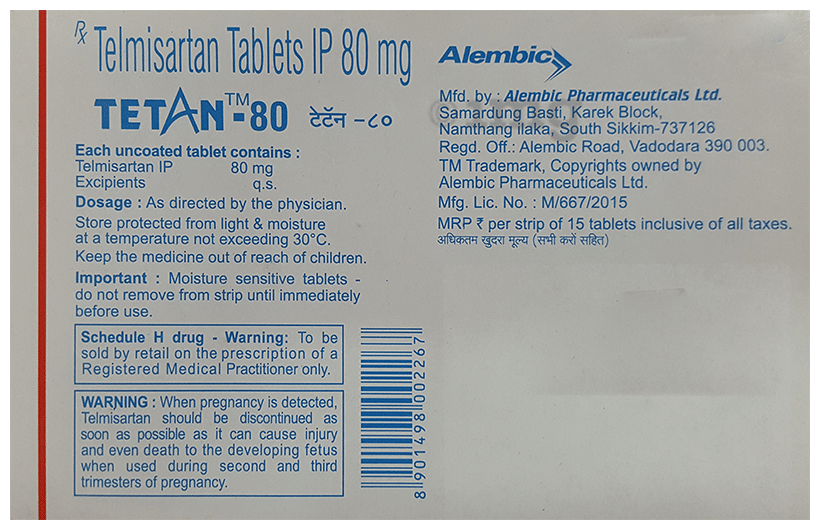 Rx Telmisartan Tablets IP 80 mg
TETAN™-80 टेटॅन -८०
Each uncoated tablet contains :
Telmisartan IP 80 mg
Excipients q.s.
Dosage : As directed by the physician.
Store protected from light & moisture
at a temperature not exceeding 30°C.
Keep the medicine out of reach of children.
Important : Moisture sensitive tablets -
do not remove from strip until immediately
before use.
Schedule H drug - Warning: To be
sold by retail on the prescription of a
Registered Medical Practitioner only.
WARNING : When pregnancy is detected,
Telmisartan should be discontinued as
soon as possible as it can cause injury
and even death to the developing fetus
when used during second and third
trimesters of pregnancy.
8901498002267
Alembic
Mfd. by : Alembic Pharmaceuticals Ltd.
Samardung Basti, Karek Block,
Namthang ilaka, South Sikkim-737126
Regd. Off.: Alembic Road, Vadodara 390 003.
TM Trademark, Copyrights owned by
Alembic Pharmaceuticals Ltd.
Mfg. Lic. No. : M/667/2015
MRP ₹ per strip of 15 tablets inclusive of all taxes.
अधिकतम खुदरा मूल्य (सभी करों सहित)